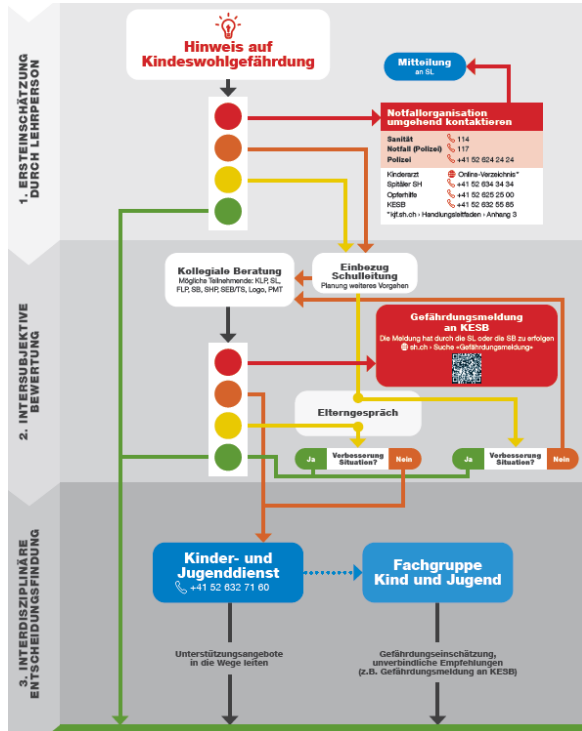 1. ERSTEINSCHÄTZUNG
DURCH LEHRPERSON
Hinweis auf
Kindeswohlgefährdung
Mitteilung
an SL
Notfallorganisation
umgehend kontaktieren
Sanität 114
Notfall (Polizei) 117
Polizei +41 52 624 24 24
Kinderarzt Online-Verzeichnis*
Spitäler SH +41 52 634 34 34
Opferhilfe +41 52 625 25 00
KESB +41 52 632 55 85
*kjf.sh.ch › Handlungsleitfaden › Anhang 3
2. INTERSUBJEKTIVE
BEWERTUNG
Kollegiale Beratung
Mögliche Teilnehmende: KLP, SL,
FLP, SB, SHP, SEB/TS, Logo, PMT
Einbezug
Schulleitung
Planung weiteres Vorgehen
Gefährdungsmeldung
an KESB
Die Meldung hat durch die SL oder die SB zu erfolgen
sh.ch › Suche «Gefährdungsmeldung»
Elterngespräch
Ja Verbesserung Situation? Nein
Ja Verbesserung Situation? Nein
3. INTERDISZIPLINÄRE
ENTSCHEIDUNGSFINDUNG
Kinder- und
Jugenddienst
+41 52 632 71 60
Fachgruppe
Kind und Jugend
Unterstützungsangebote
in die Wege leiten
Gefährdungseinschätzung,
unverbindliche Empfehlungen
(z.B. Gefährdungsmeldung an KESB)